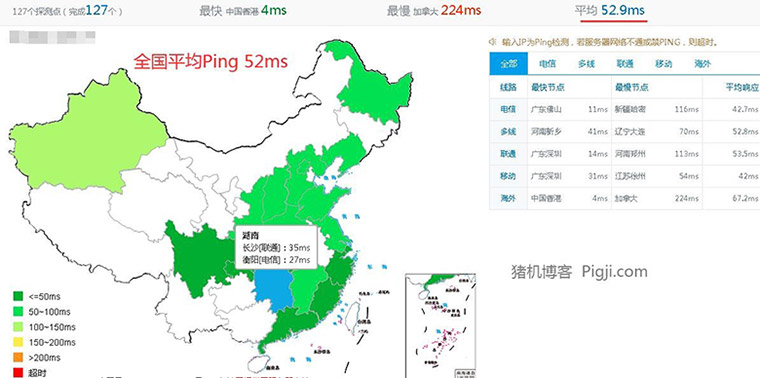 127个探测点(完成127个)
最快 中国香港 4ms
最慢 加拿大 224ms
平均 52.9ms
全国平均Ping 52ms
输入IP为Ping检测，若服务器网络不通或禁PING，则超时。
全部 电信 多线 联通 移动 海外
线路 最快节点 最慢节点 平均响应
电信 广东佛山 11ms 新疆哈密 116ms 42.7ms
多线 河南新乡 41ms 辽宁大连 70ms 52.8ms
联通 广东深圳 14ms 河南郑州 113ms 53.5ms
移动 广东深圳 31ms 江苏徐州 54ms 42ms
海外 中国香港 4ms 加拿大 224ms 67.2ms
湖南
长沙[联通]：35ms
衡阳[电信]：27ms
猪机博客 Pigji.com
<=50ms
50~100ms
100~150ms
150~200ms
>200ms
超时